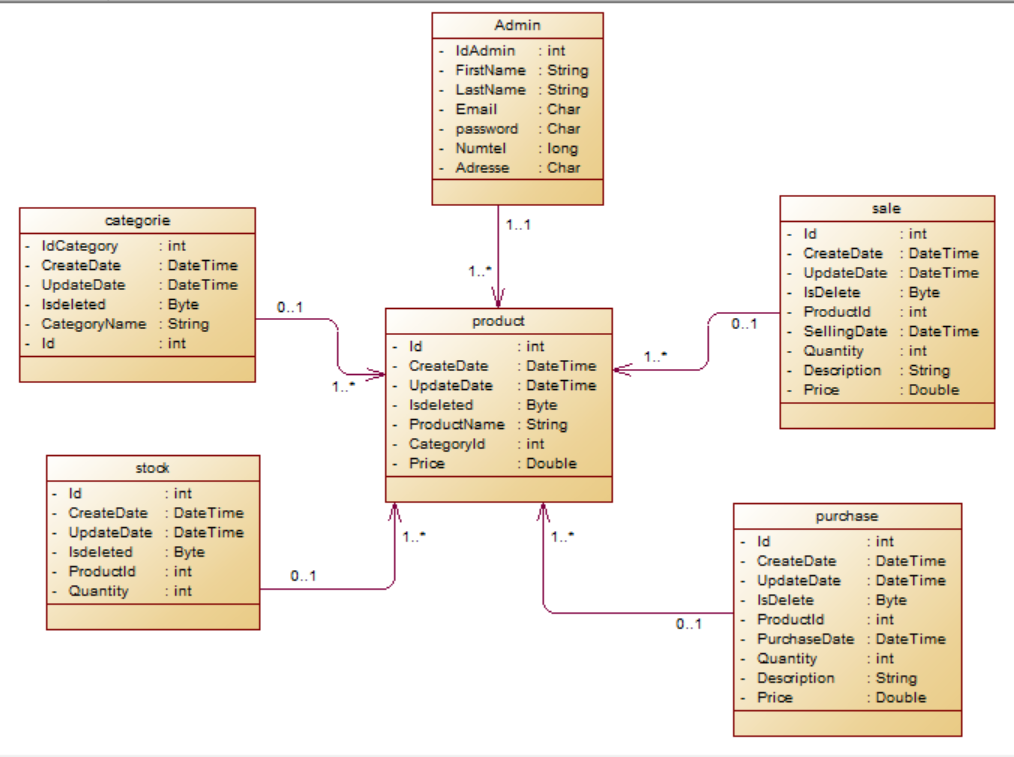 Admin
- IdAdmin : int
- FirstName : String
- LastName : String
- Email : Char
- password : Char
- Numtel : long
- Adresse : Char
1..1
1..*
categorie
- IdCategory : int
- CreateDate : DateTime
- UpdateDate : DateTime
- Isdeleted : Byte
- CategoryName : String
- Id : int
0..1
1..*
sale
- Id : int
- CreateDate : DateTime
- UpdateDate : DateTime
- IsDelete : Byte
- ProductId : int
- SellingDate : DateTime
- Quantity : int
- Description : String
- Price : Double
0..1
1..*
product
- Id : int
- CreateDate : DateTime
- UpdateDate : DateTime
- Isdeleted : Byte
- ProductName : String
- CategoryId : int
- Price : Double
stock
- Id : int
- CreateDate : DateTime
- UpdateDate : DateTime
- Isdeleted : Byte
- ProductId : int
- Quantity : int
0..1
1..*
1..*
0..1
purchase
- Id : int
- CreateDate : DateTime
- UpdateDate : DateTime
- IsDelete : Byte
- ProductId : int
- PurchaseDate : DateTime
- Quantity : int
- Description : String
- Price : Double